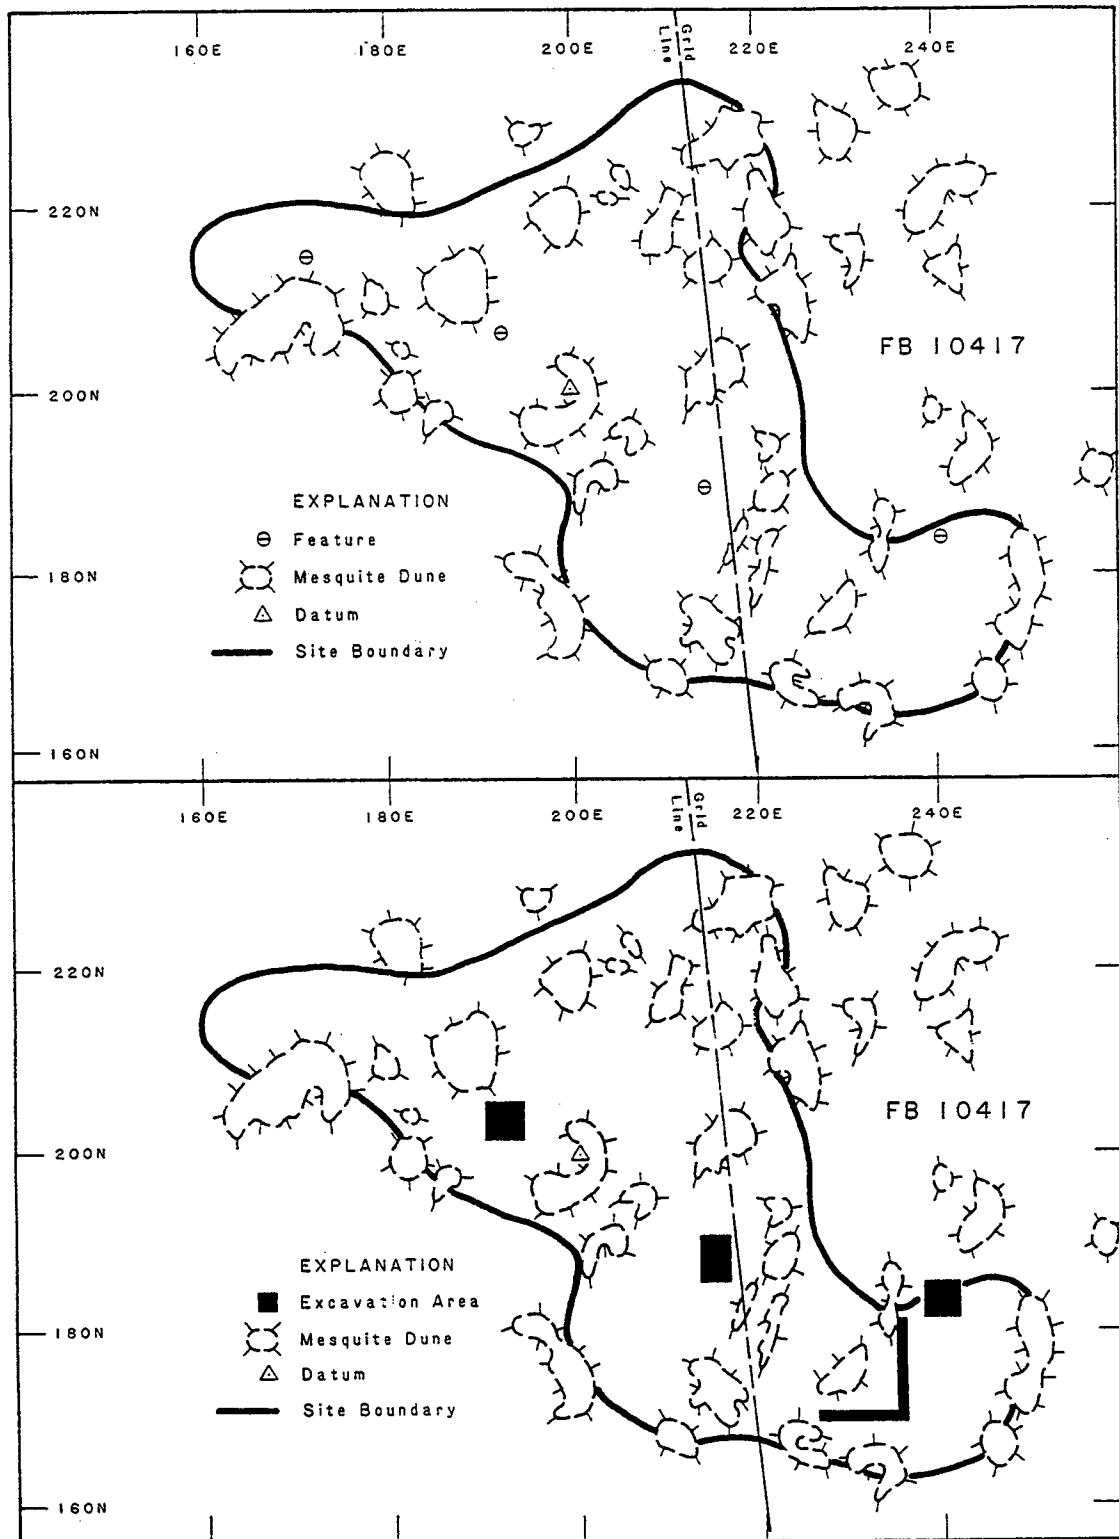 160E 180E 200E Grid Line 220E 240E
220N
FB 10417
200N
EXPLANATION
Feature
180N
Mesquite Dune
Datum
Site Boundary
160N
160E 180E 200E Grid Line 220E 240E
220N
FB 10417
200N
EXPLANATION
Excavation Area
180N
Mesquite Dune
Datum
Site Boundary
160N